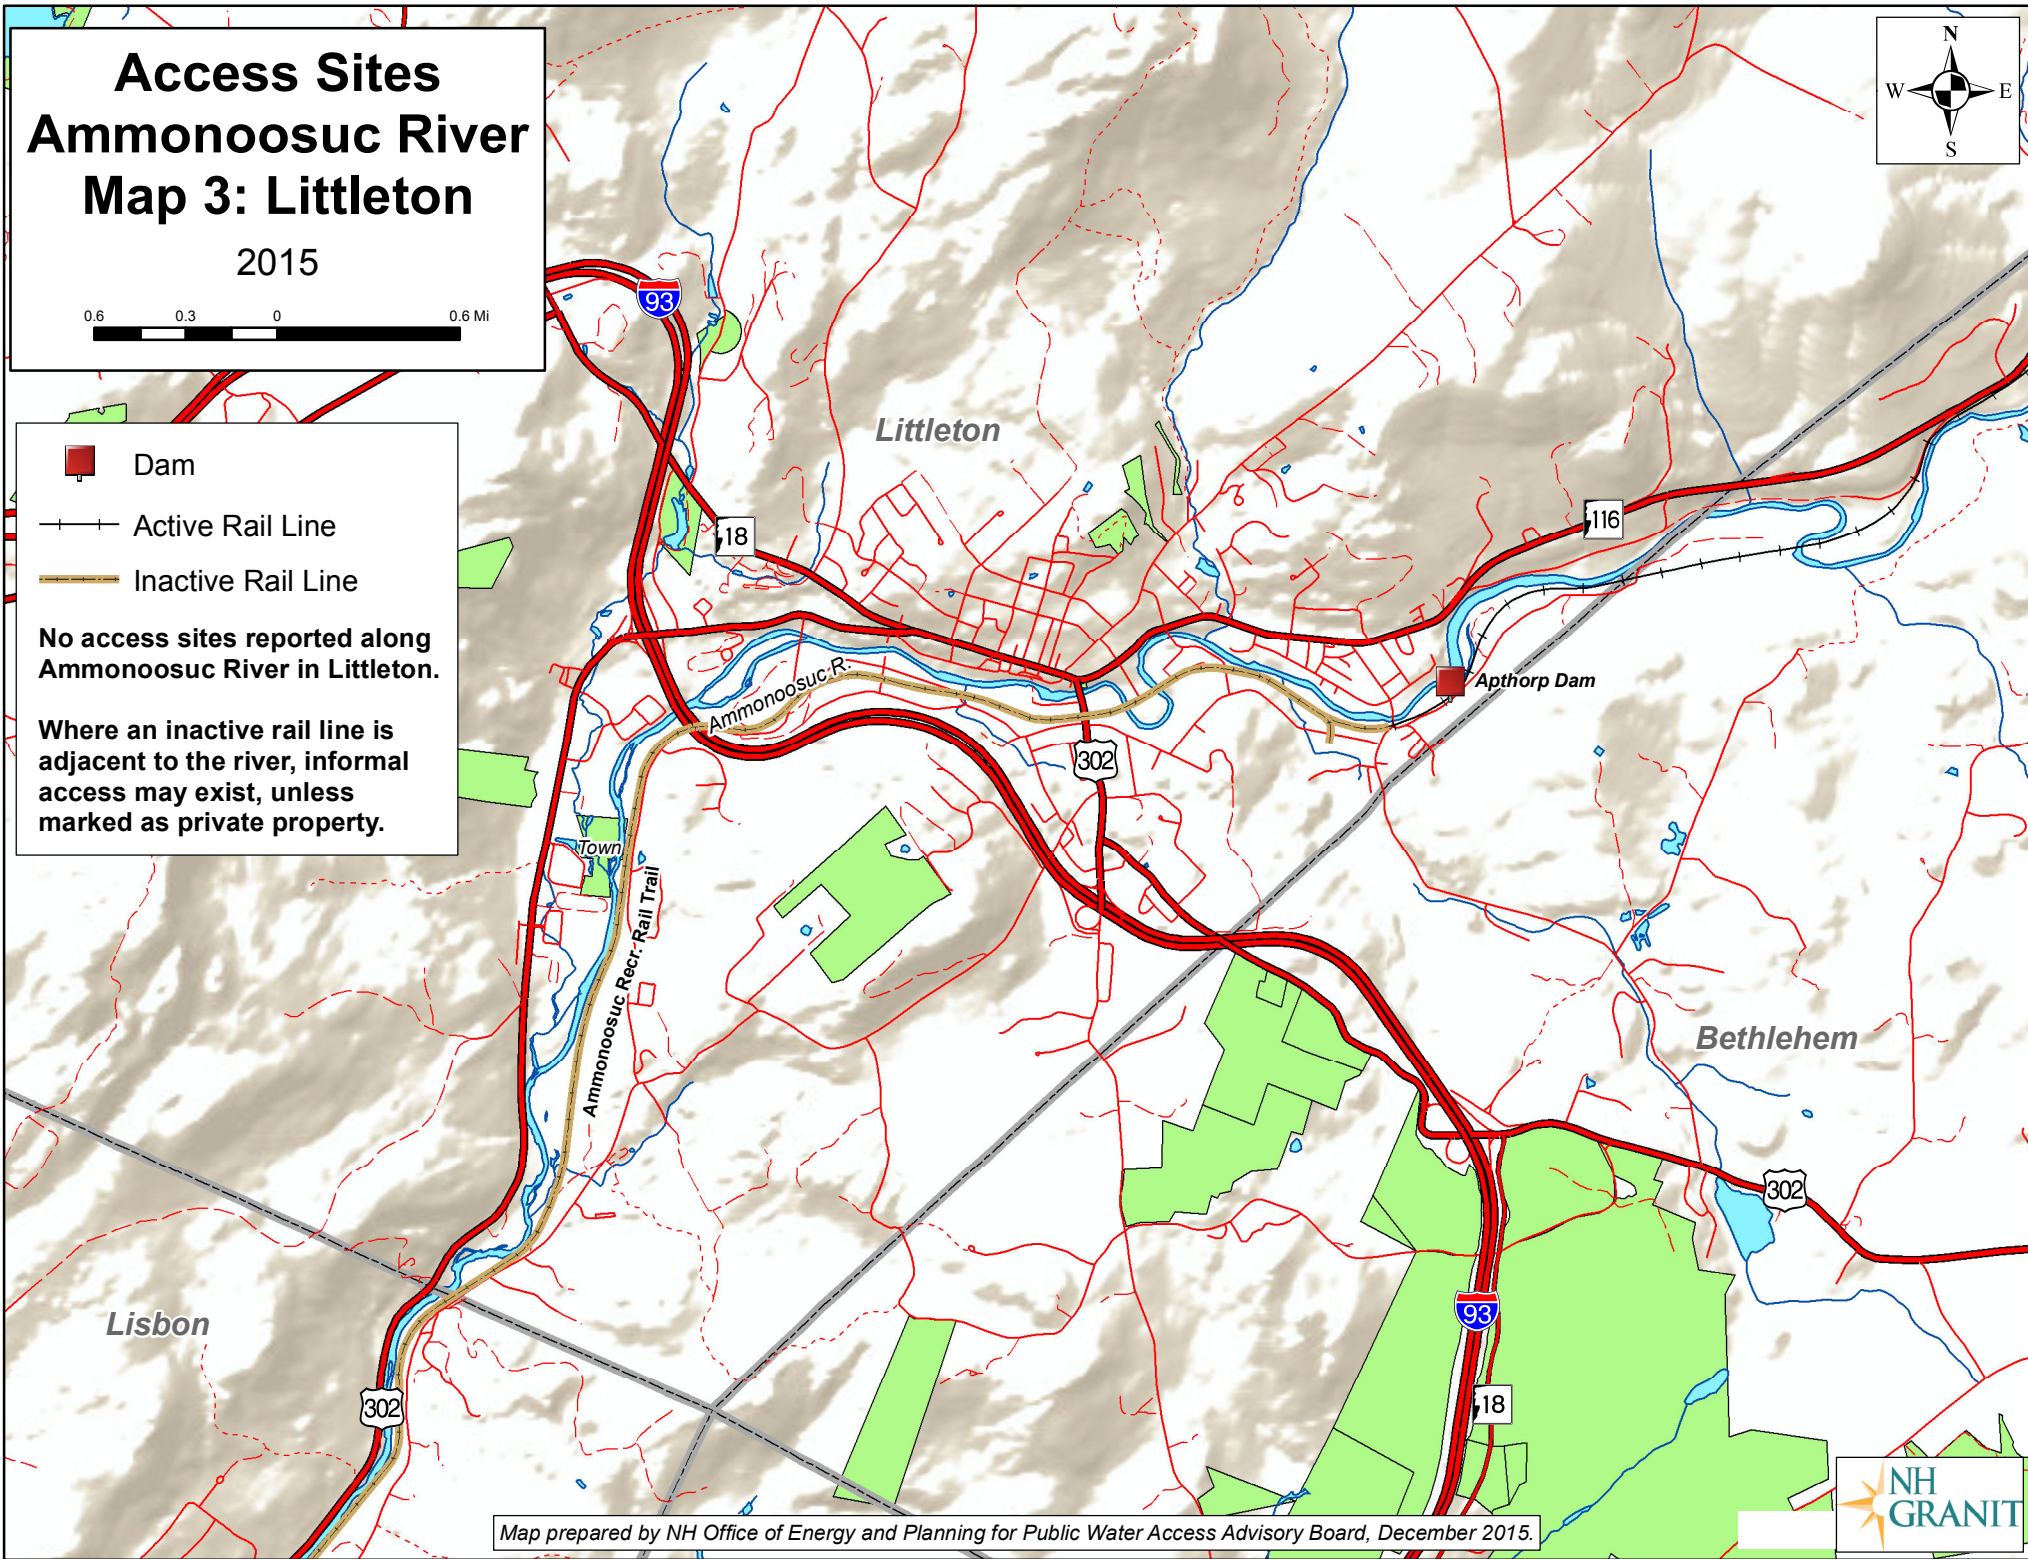 Access Sites
Ammonoosuc River
Map 3: Littleton
2015
0.6 0.3 0 0.6 Mi
N
W E
S
93
Dam
Active Rail Line
Inactive Rail Line
No access sites reported along
Ammonoosuc River in Littleton.
Where an inactive rail line is
adjacent to the river, informal
access may exist, unless
marked as private property.
Littleton
18
116
Ammonoosuc R.
Apthorp Dam
302
Town
Ammonoosuc Recr. Rail Trail
Bethlehem
302
Lisbon
93
302
18
NH
GRANIT
Map prepared by NH Office of Energy and Planning for Public Water Access Advisory Board, December 2015.